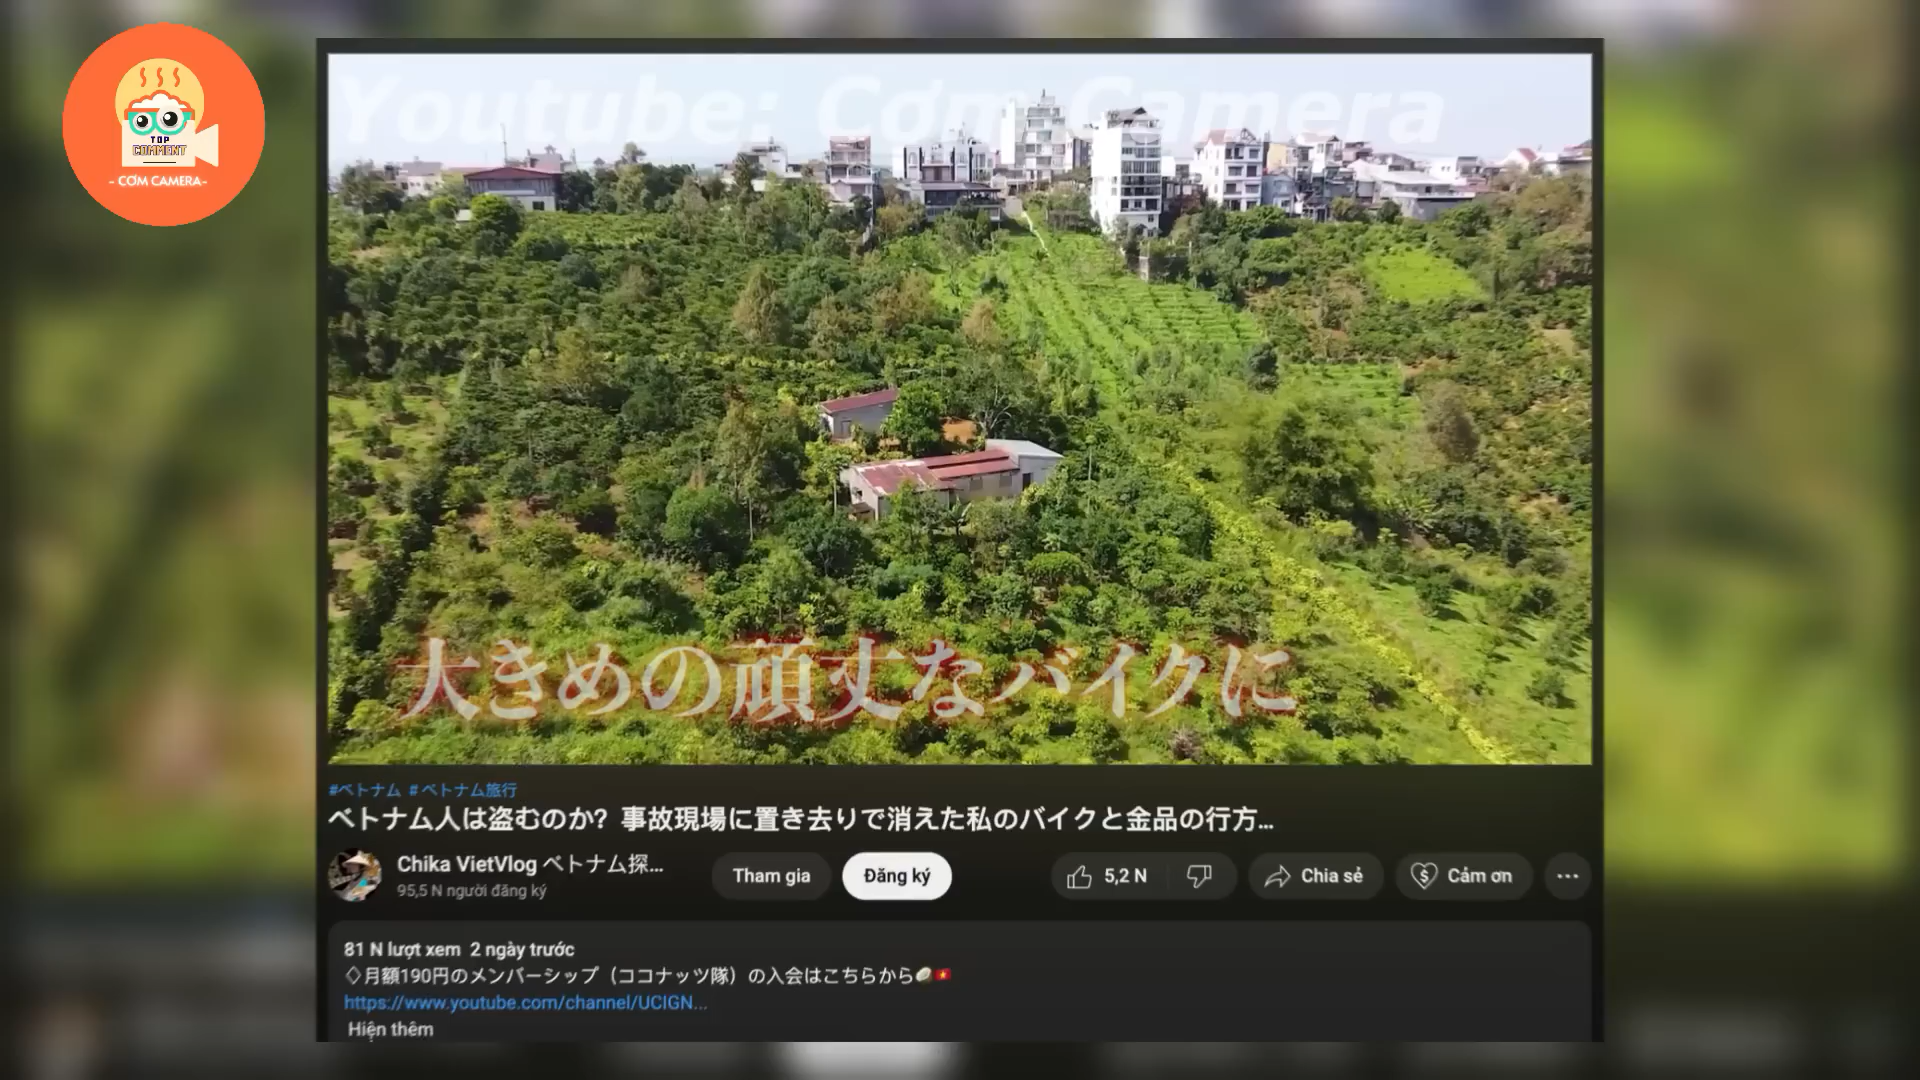 TOP
COMMENT
- CƠM CAMERA-
Youtube: Cơm Camera
大きめの頑丈なバイクに
#ベトナム #ベトナム旅行
ベトナム人は盗むのか? 事故現場に置き去りで消えた私のバイクと金品の行方...
Chika VietVlog ベトナム探...
95,5 N người đăng ký
Tham gia
Đăng ký
5,2 N
Chia sẻ
Cảm ơn
81 N lượt xem 2 ngày trước
◇月額190円のメンバーシップ（ココナッツ隊）の入会はこちらから🥥🇻🇳
https://www.youtube.com/channel/UCIGN...
Hiện thêm